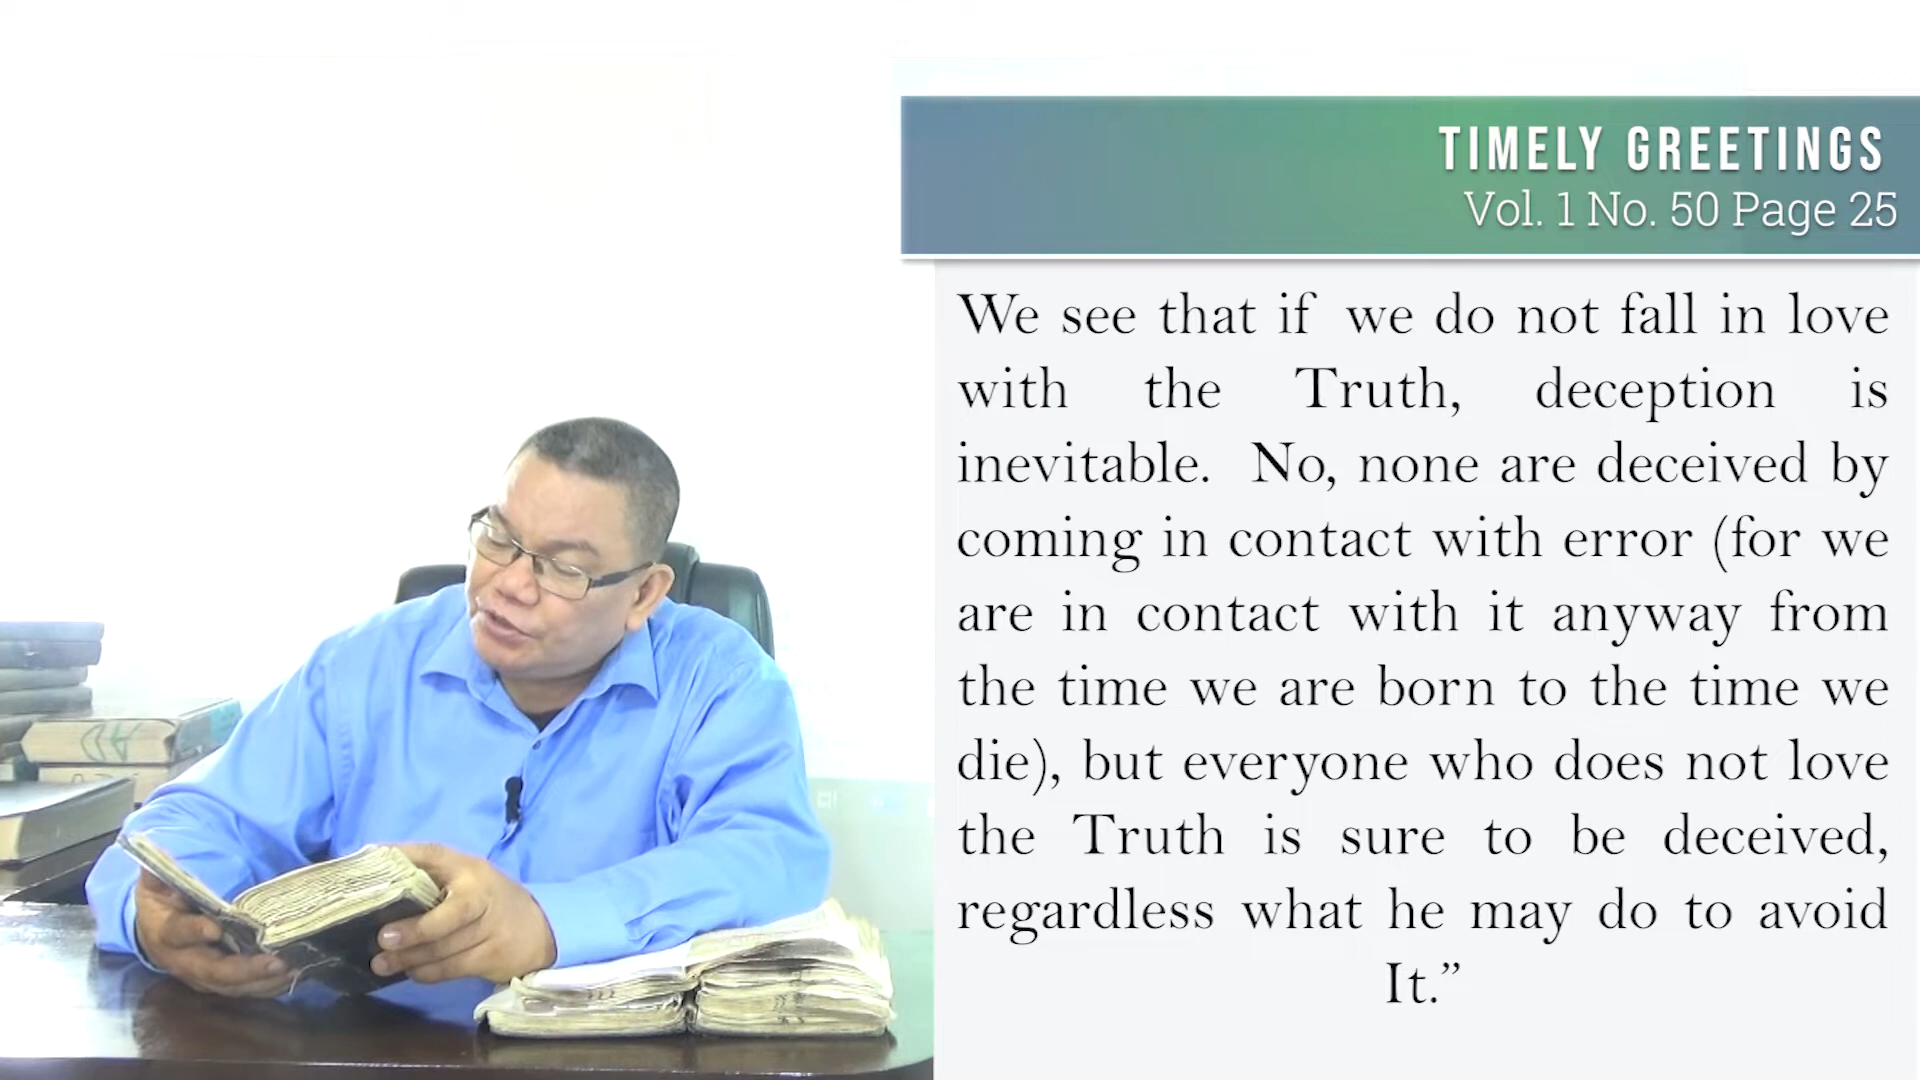 TIMELY GREETINGS
Vol. 1 No. 50 Page 25
We see that if we do not fall in love
with the Truth, deception is
inevitable. No, none are deceived by
coming in contact with error (for we
are in contact with it anyway from
the time we are born to the time we
die), but everyone who does not love
the Truth is sure to be deceived,
regardless what he may do to avoid
It.”